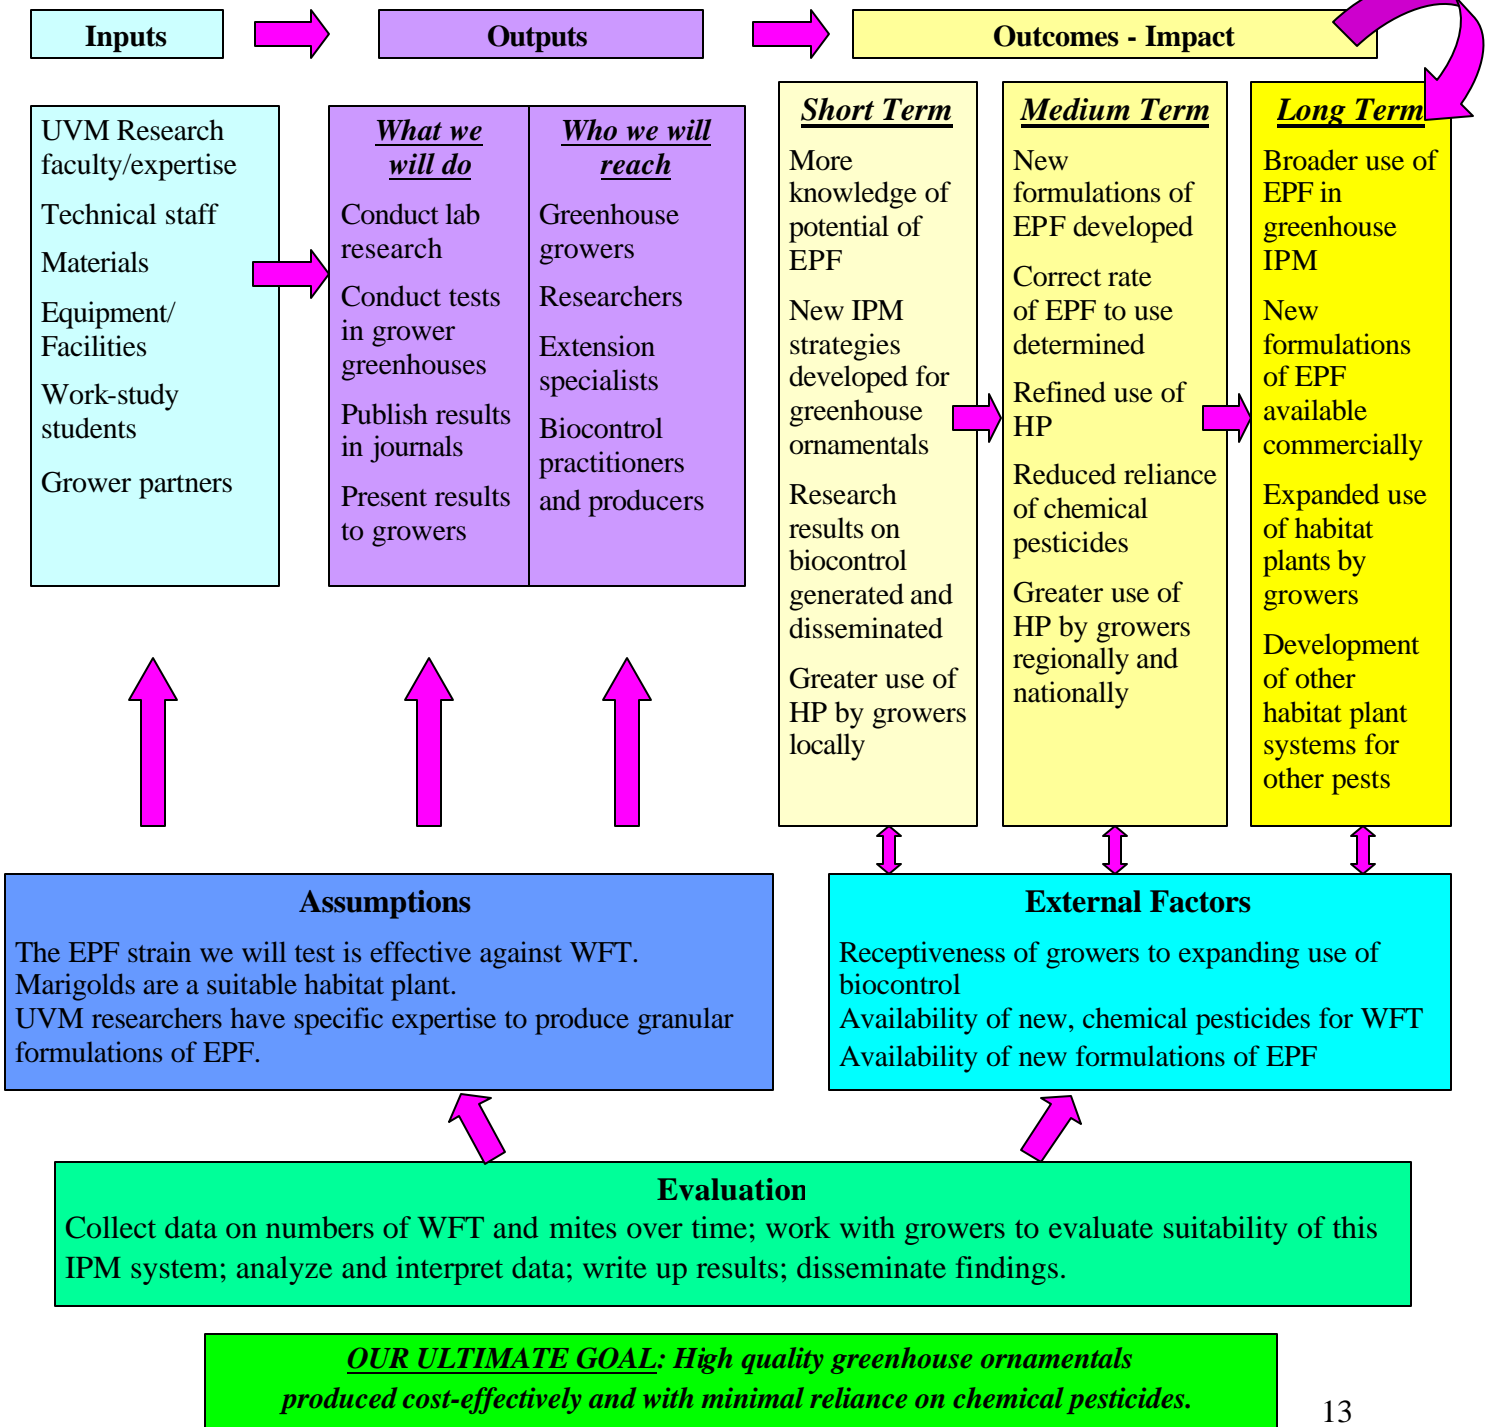 Inputs
Outputs
Outcomes - Impact
UVM Research
faculty/expertise
Technical staff
Materials
Equipment/
Facilities
Work-study
students
Grower partners
What we
will do
Conduct lab
research
Conduct tests
in grower
greenhouses
Publish results
in journals
Present results
to growers
Who we will
reach
Greenhouse
growers
Researchers
Extension
specialists
Biocontrol
practitioners
and producers
Short Term
More
knowledge of
potential of
EPF
New IPM
strategies
developed for
greenhouse
ornamentals
Research
results on
biocontrol
generated and
disseminated
Greater use of
HP by growers
locally
Medium Term
New
formulations of
EPF developed
Correct rate
of EPF to use
determined
Refined use of
HP
Reduced reliance
of chemical
pesticides
Greater use of
HP by growers
regionally and
nationally
Long Term
Broader use of
EPF in
greenhouse
IPM
New
formulations
of EPF
available
commercially
Expanded use
of habitat
plants by
growers
Development
of other
habitat plant
systems for
other pests
Assumptions
The EPF strain we will test is effective against WFT.
Marigolds are a suitable habitat plant.
UVM researchers have specific expertise to produce granular
formulations of EPF.
External Factors
Receptiveness of growers to expanding use of
biocontrol
Availability of new, chemical pesticides for WFT
Availability of new formulations of EPF
Evaluation
Collect data on numbers of WFT and mites over time; work with growers to evaluate suitability of this
IPM system; analyze and interpret data; write up results; disseminate findings.
OUR ULTIMATE GOAL: High quality greenhouse ornamentals
produced cost-effectively and with minimal reliance on chemical pesticides.
13